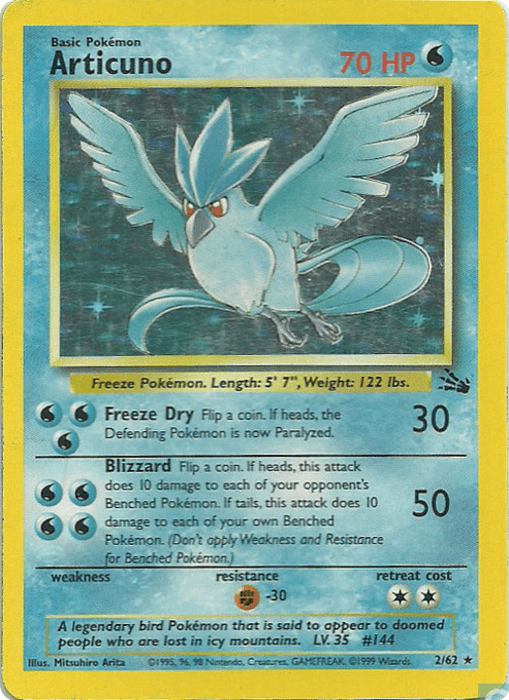 Basic Pokémon
Articuno 70 HP
Freeze Pokémon. Length: 5' 7", Weight: 122 lbs.
Freeze Dry Flip a coin. If heads, the
Defending Pokémon is now Paralyzed.
30
Blizzard Flip a coin. If heads, this attack
does 10 damage to each of your opponent's
Benched Pokémon. If tails, this attack does 10
damage to each of your own Benched
Pokémon. (Don't apply Weakness and Resistance
for Benched Pokémon.)
50
weakness resistance retreat cost
-30
A legendary bird Pokémon that is said to appear to doomed
people who are lost in icy mountains. LV. 35 #144
Illus. Mitsuhiro Arita ©1995, 96, 98 Nintendo, Creatures, GAMEFREAK. ©1999 Wizards. 2/62 ★